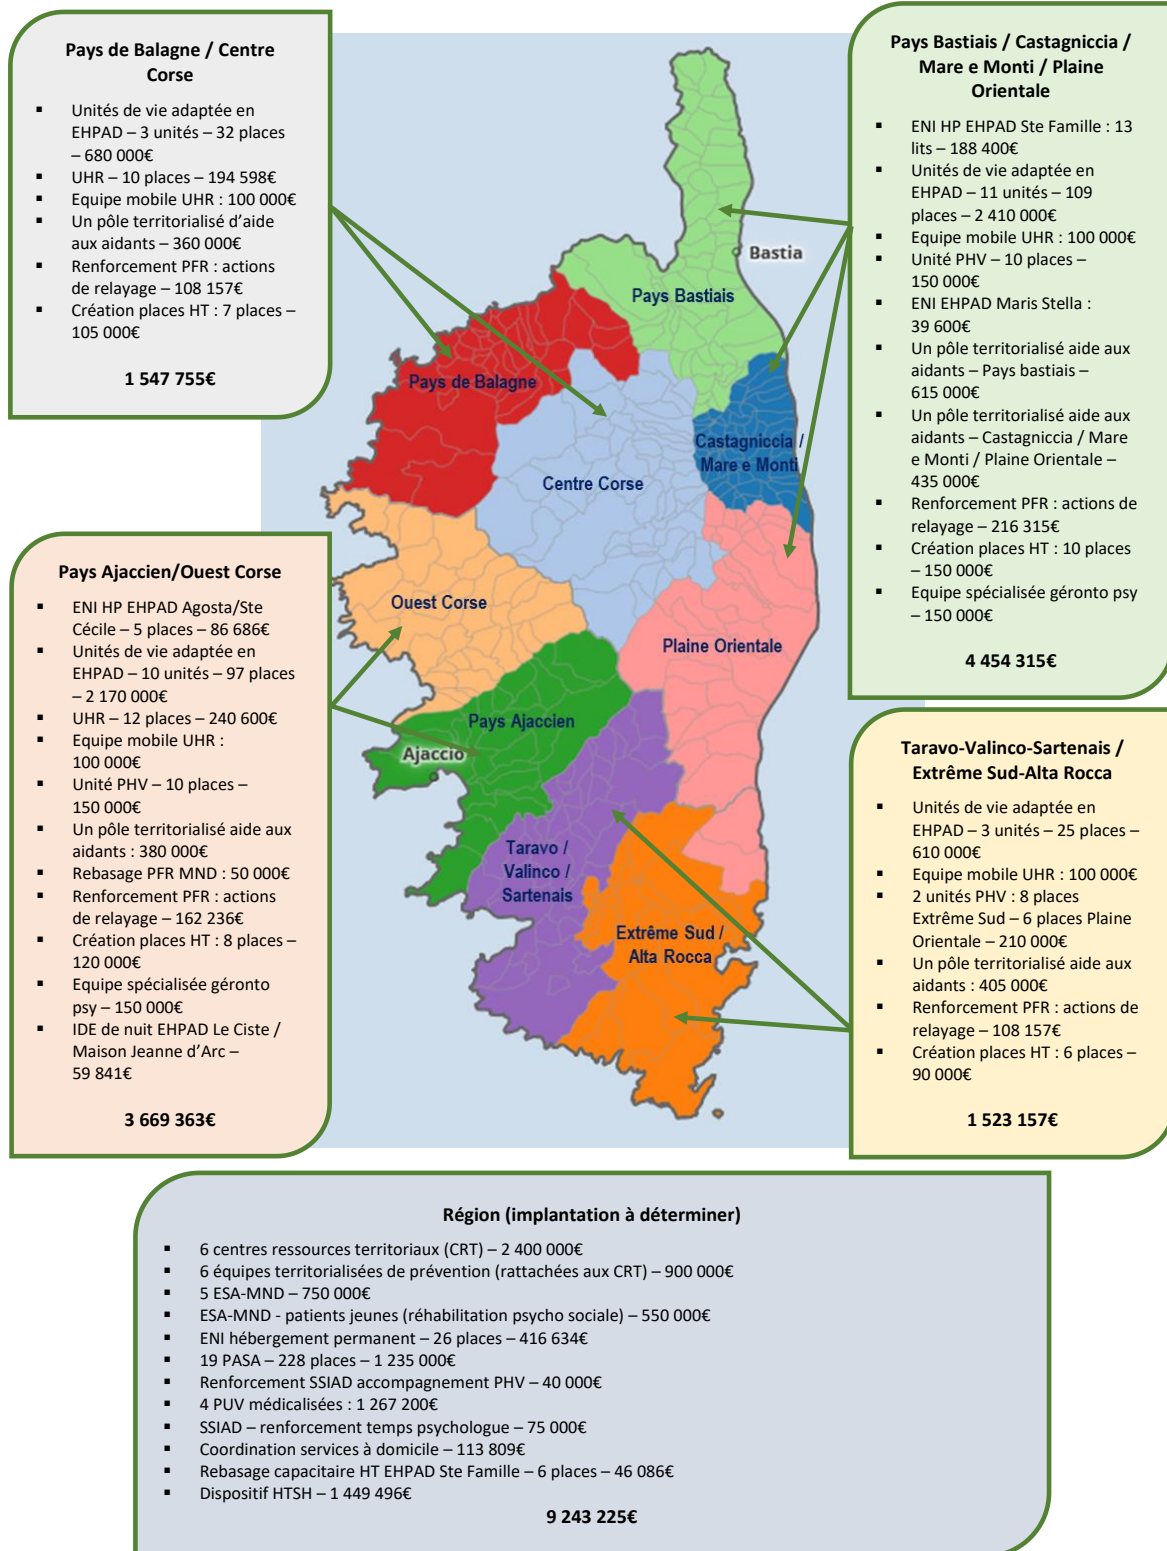 Pays de Balagne / Centre
Corse
▪ Unités de vie adaptée en
EHPAD – 3 unités – 32 places
– 680 000€
▪ UHR – 10 places – 194 598€
▪ Equipe mobile UHR : 100 000€
▪ Un pôle territorialisé d’aide
aux aidants – 360 000€
▪ Renforcement PFR : actions
de relayage – 108 157€
▪ Création places HT : 7 places –
105 000€
1 547 755€
Pays Bastiais / Castagniccia /
Mare e Monti / Plaine
Orientale
▪ ENI HP EHPAD Ste Famille : 13
lits – 188 400€
▪ Unités de vie adaptée en
EHPAD – 11 unités – 109
places – 2 410 000€
▪ Equipe mobile UHR : 100 000€
▪ Unité PHV – 10 places –
150 000€
▪ ENI EHPAD Maris Stella :
39 600€
▪ Un pôle territorialisé aide aux
aidants – Pays bastiais –
615 000€
▪ Un pôle territorialisé aide aux
aidants – Castagniccia / Mare
e Monti / Plaine Orientale –
435 000€
▪ Renforcement PFR : actions de
relayage – 216 315€
▪ Création places HT : 10 places
– 150 000€
▪ Equipe spécialisée géronto psy
– 150 000€
4 454 315€
Bastia
Pays Bastiais
Pays de Balagne
Castagniccia /
Mare e Monti
Centre Corse
Ouest Corse
Plaine Orientale
Pays Ajaccien
Ajaccio
Taravo /
Valinco /
Sartenais
Extrême Sud /
Alta Rocca
Pays Ajaccien/Ouest Corse
▪ ENI HP EHPAD Agosta/Ste
Cécile – 5 places – 86 686€
▪ Unités de vie adaptée en
EHPAD – 10 unités – 97 places
– 2 170 000€
▪ UHR – 12 places – 240 600€
▪ Equipe mobile UHR :
100 000€
▪ Unité PHV – 10 places –
150 000€
▪ Un pôle territorialisé aide aux
aidants : 380 000€
▪ Rebasage PFR MND : 50 000€
▪ Renforcement PFR : actions
de relayage – 162 236€
▪ Création places HT : 8 places –
120 000€
▪ Equipe spécialisée géronto
psy – 150 000€
▪ IDE de nuit EHPAD Le Ciste /
Maison Jeanne d’Arc –
59 841€
3 669 363€
Taravo-Valinco-Sartenais /
Extrême Sud-Alta Rocca
▪ Unités de vie adaptée en
EHPAD – 3 unités – 25 places –
610 000€
▪ Equipe mobile UHR : 100 000€
▪ 2 unités PHV : 8 places
Extrême Sud – 6 places Plaine
Orientale – 210 000€
▪ Un pôle territorialisé aide aux
aidants : 405 000€
▪ Renforcement PFR : actions de
relayage – 108 157€
▪ Création places HT : 6 places –
90 000€
1 523 157€
Région (implantation à déterminer)
▪ 6 centres ressources territoriaux (CRT) – 2 400 000€
▪ 6 équipes territorialisées de prévention (rattachées aux CRT) – 900 000€
▪ 5 ESA-MND – 750 000€
▪ ESA-MND - patients jeunes (réhabilitation psycho sociale) – 550 000€
▪ ENI hébergement permanent – 26 places – 416 634€
▪ 19 PASA – 228 places – 1 235 000€
▪ Renforcement SSIAD accompagnement PHV – 40 000€
▪ 4 PUV médicalisées : 1 267 200€
▪ SSIAD – renforcement temps psychologue – 75 000€
▪ Coordination services à domicile – 113 809€
▪ Rebasage capacitaire HT EHPAD Ste Famille – 6 places – 46 086€
▪ Dispositif HTSH – 1 449 496€
9 243 225€